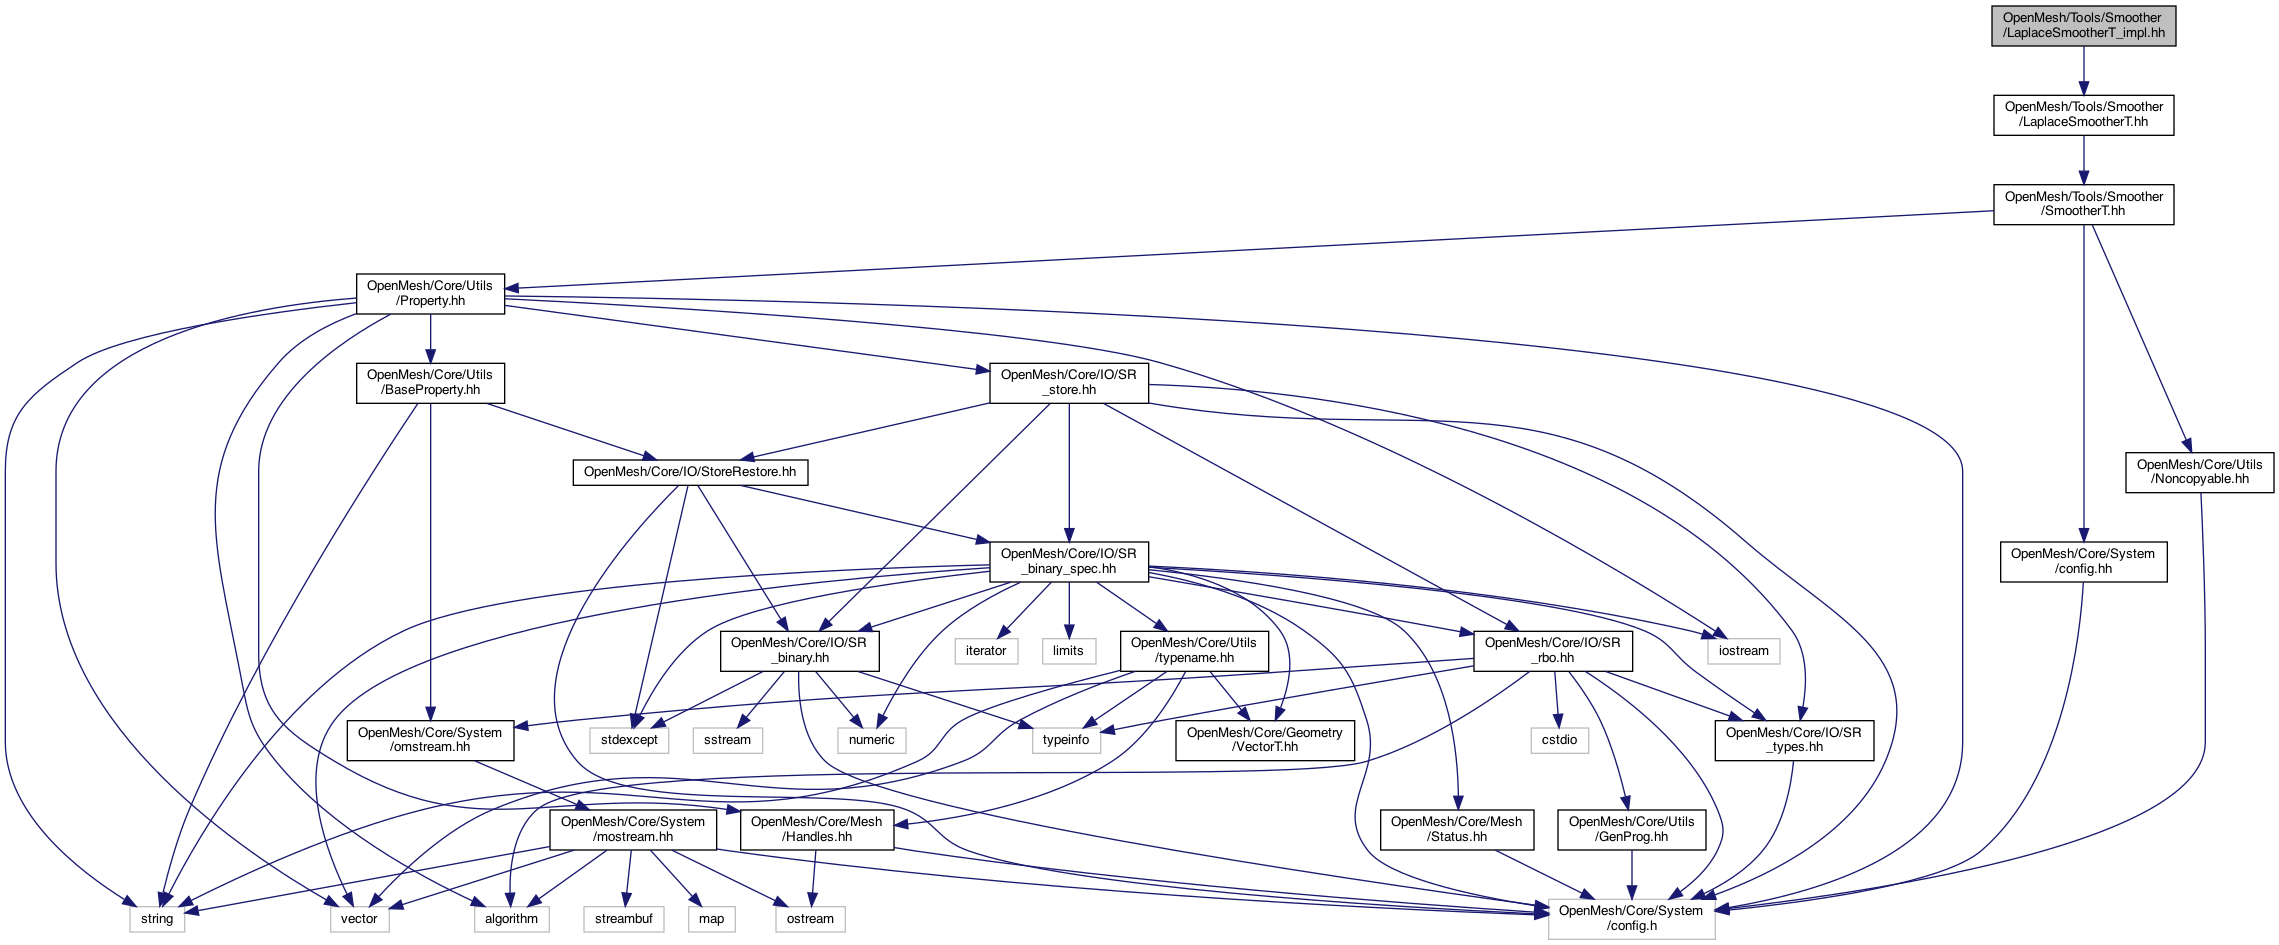 OpenMesh/Tools/Smoother
/LaplaceSmootherT_impl.hh
OpenMesh/Tools/Smoother
/LaplaceSmootherT.hh
OpenMesh/Tools/Smoother
/SmootherT.hh
OpenMesh/Core/Utils
/Property.hh
OpenMesh/Core/Utils
/BaseProperty.hh
OpenMesh/Core/IO/SR
_store.hh
OpenMesh/Core/IO/StoreRestore.hh
OpenMesh/Core/Utils
/Noncopyable.hh
OpenMesh/Core/IO/SR
_binary_spec.hh
OpenMesh/Core/System
/config.hh
OpenMesh/Core/IO/SR
_binary.hh
iterator
limits
OpenMesh/Core/Utils
/typename.hh
OpenMesh/Core/IO/SR
_rbo.hh
iostream
OpenMesh/Core/System
/omstream.hh
stdexcept
sstream
numeric
typeinfo
OpenMesh/Core/Geometry
/VectorT.hh
cstdio
OpenMesh/Core/IO/SR
_types.hh
OpenMesh/Core/System
/mostream.hh
OpenMesh/Core/Mesh
/Handles.hh
OpenMesh/Core/Mesh
/Status.hh
OpenMesh/Core/Utils
/GenProg.hh
string
vector
algorithm
streambuf
map
ostream
OpenMesh/Core/System
/config.h